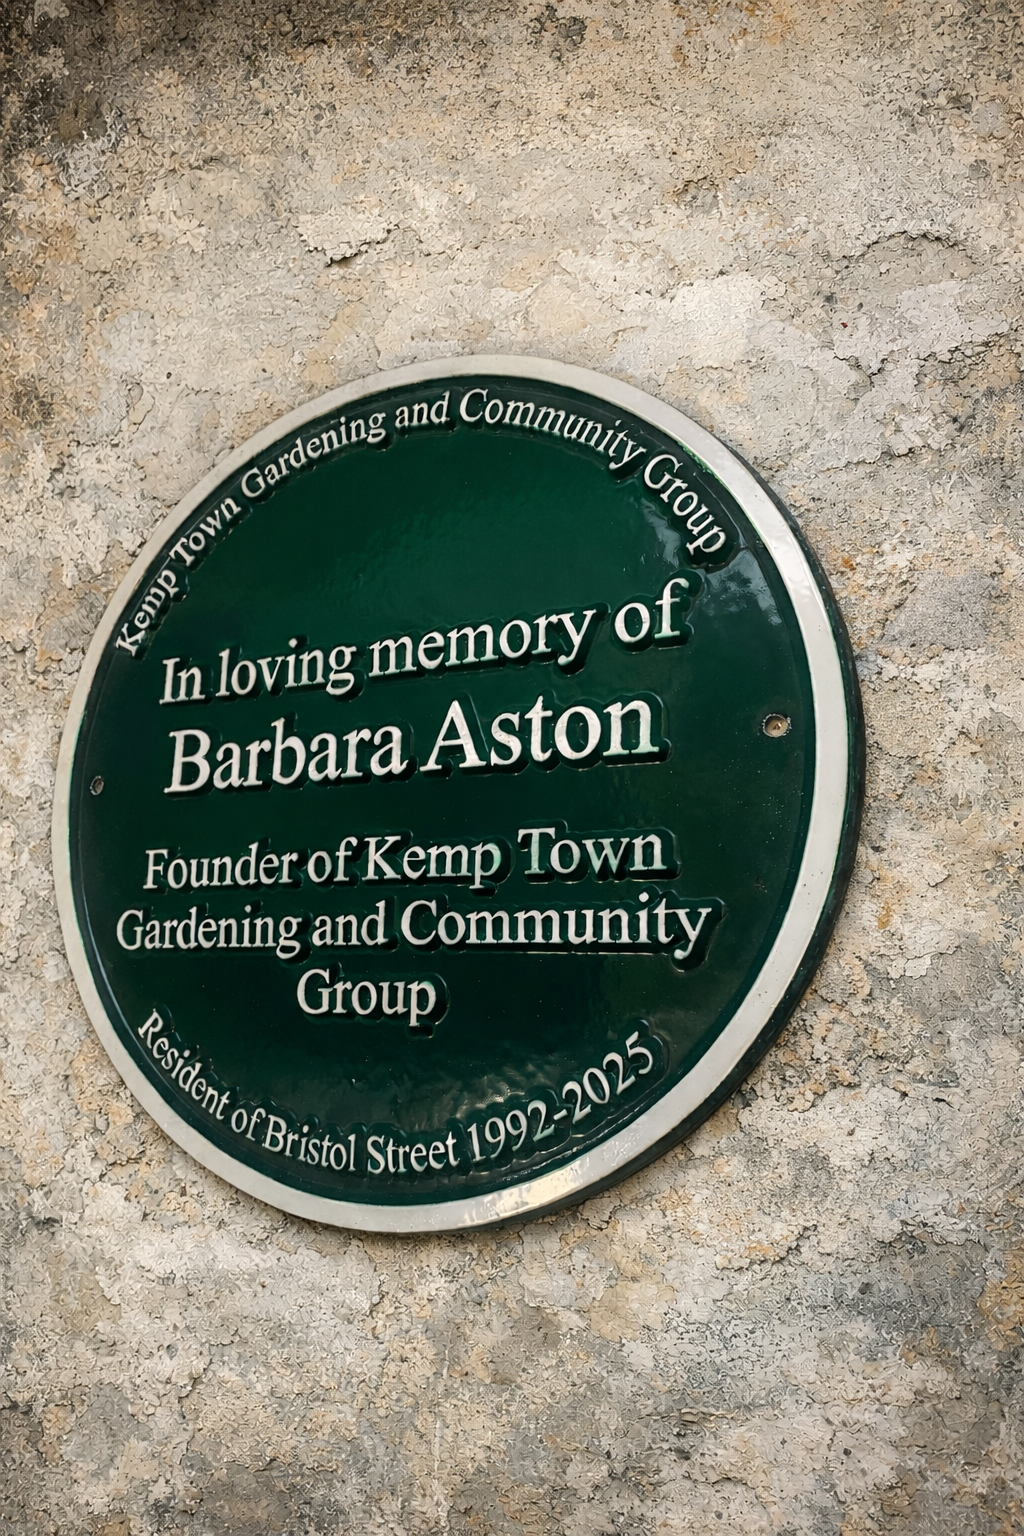 Kemp Town Gardening and Community Group
In loving memory of
Barbara Aston
Founder of Kemp Town
Gardening and Community
Group
Resident of Bristol Street 1992-2025